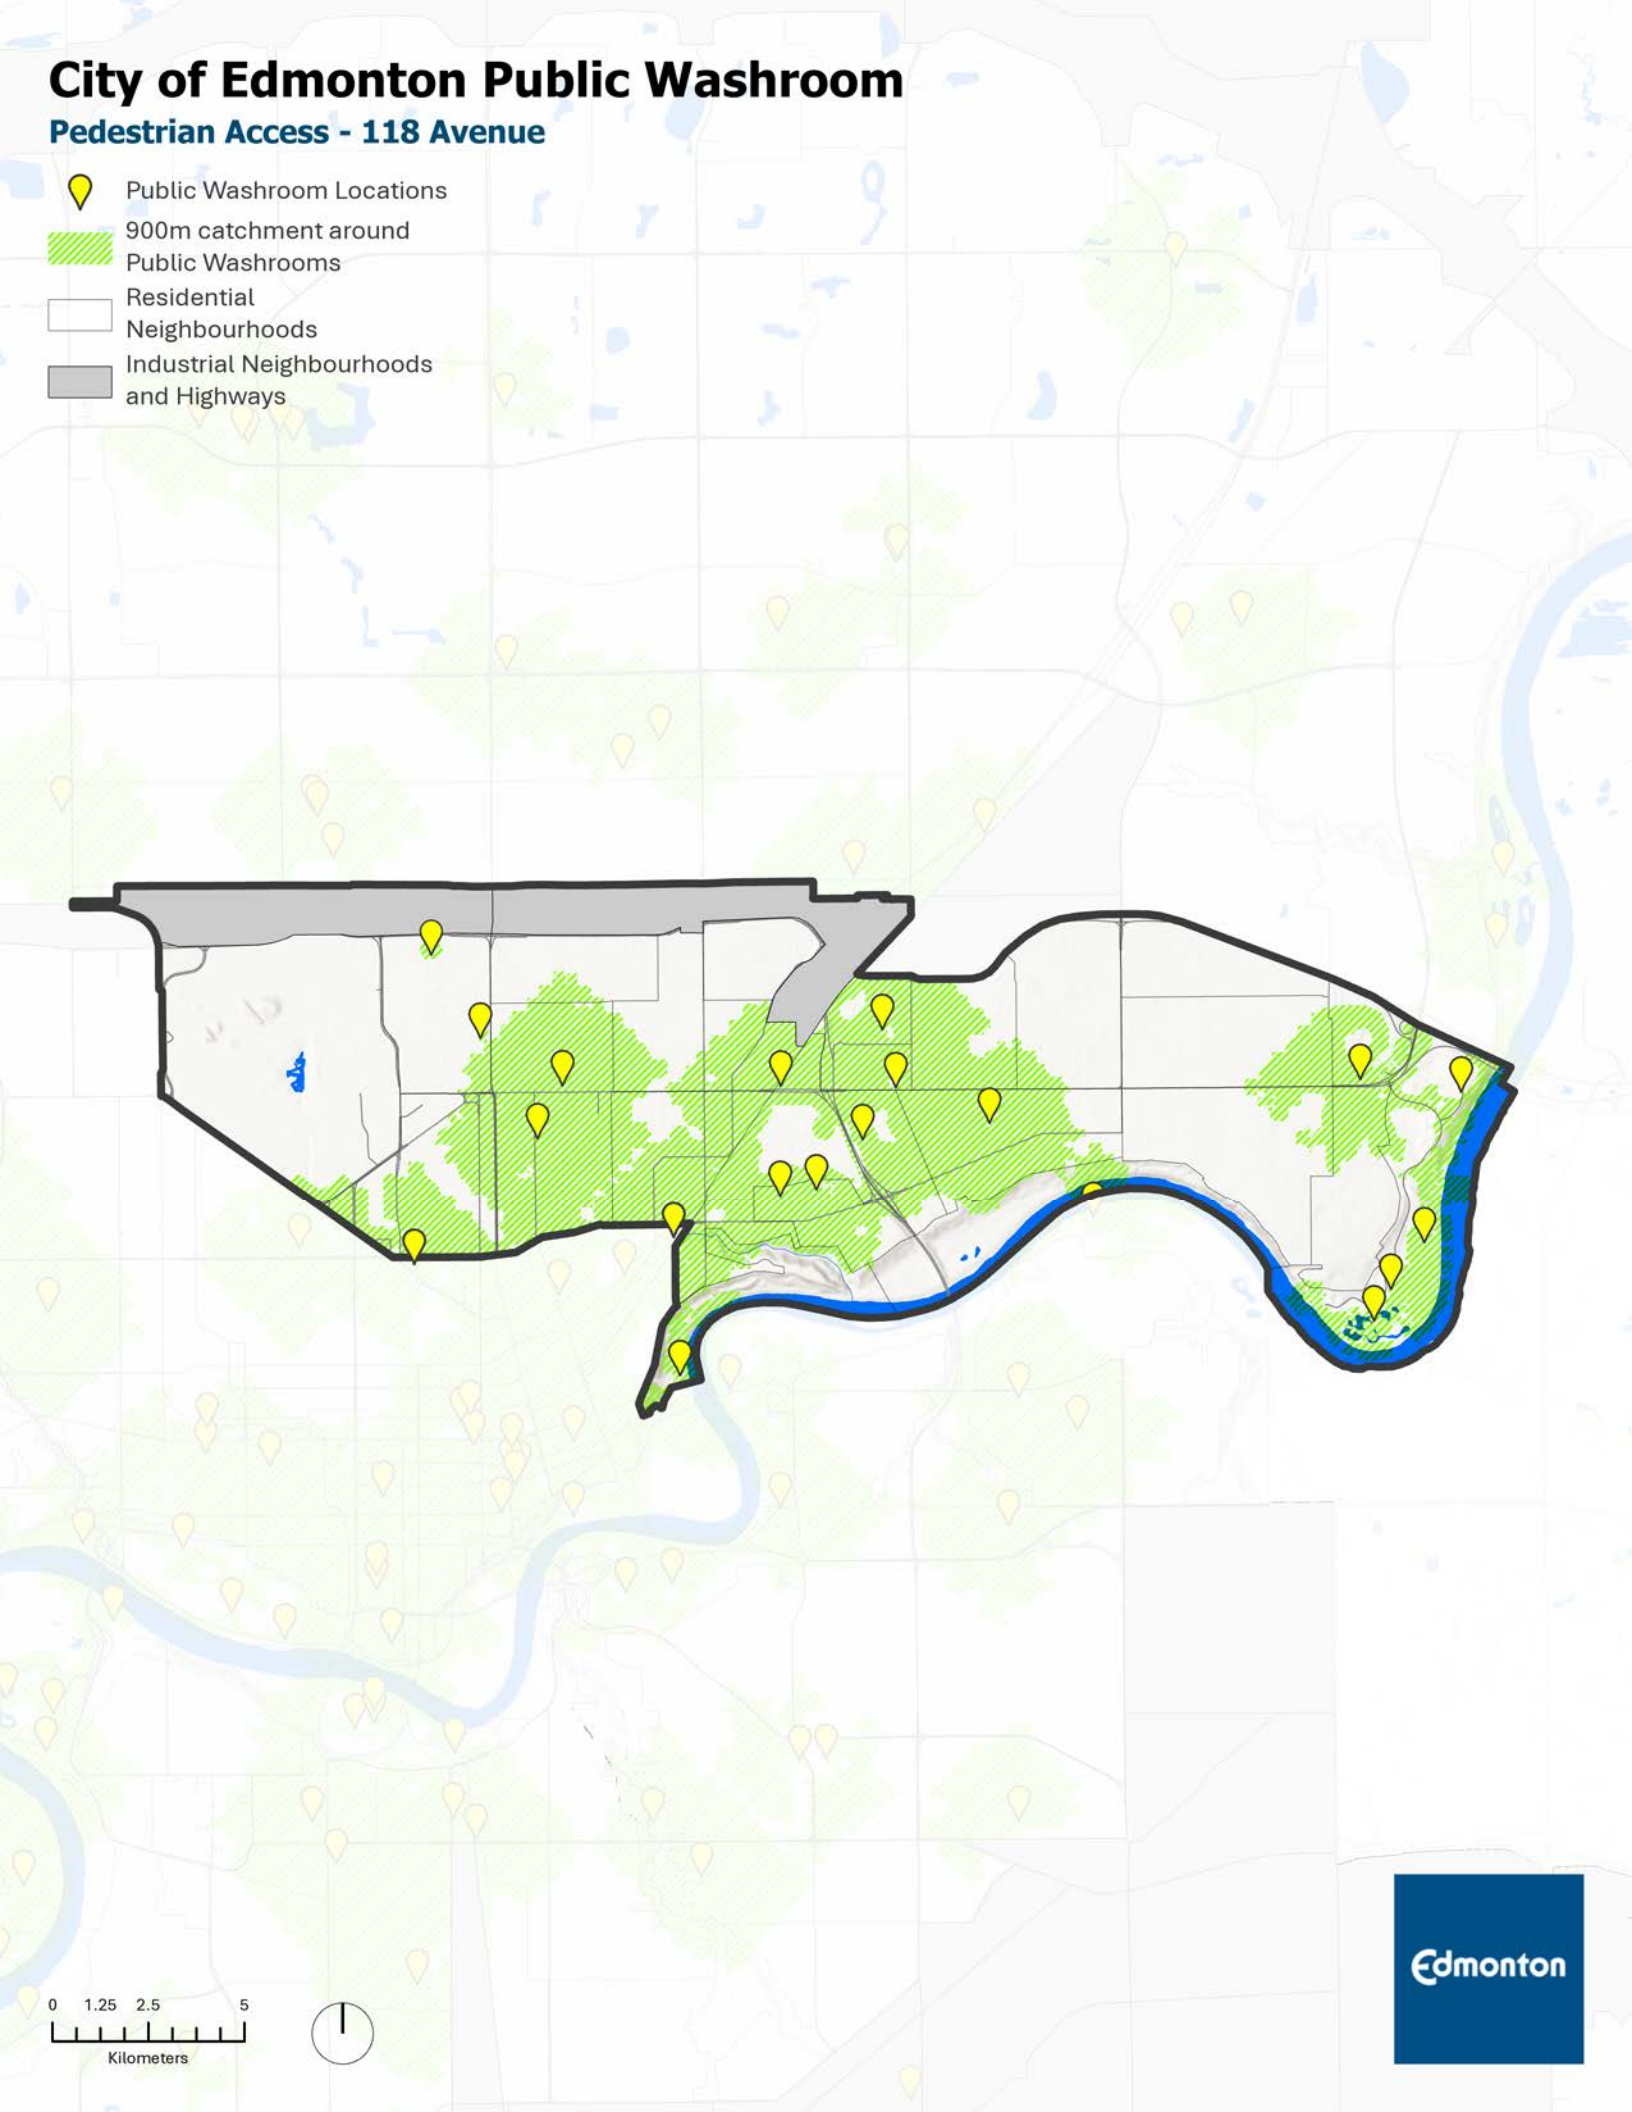 City of Edmonton Public Washroom
Pedestrian Access - 118 Avenue
Public Washroom Locations
900m catchment around
Public Washrooms
Residential
Neighbourhoods
Industrial Neighbourhoods
and Highways
0 1.25 2.5 5
Kilometers
Edmonton